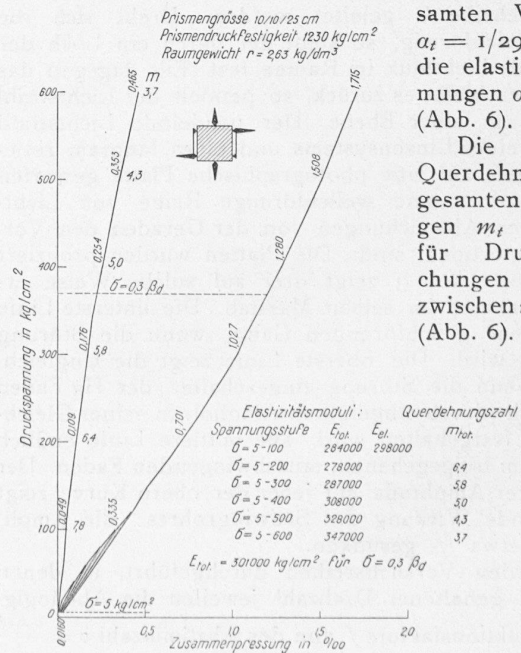 Prismengrösse 10/10/25 cm
Prismendruckfestigkeit 1230 kg/cm²
Raumgewicht r = 2,63 kg/dm³
samten V
αt = 1/29
die elasti
mungen σ
(Abb. 6).
Die
Querdehn
gesamten
gen mt
für Dru
chungen
zwischen
(Abb. 6).
600
500
400
300
200
100
0
Druckspannung kg/cm²
0,465
m
3,7
0,353
4,3
0,254
5,0
σ=0,3 βd
0,176
5,8
0,109
6,4
0,049
7,8
0,0160
1,715
1,508
1,280
1,027
0,701
0,333
σ=5 kg/cm²
Elastizitätsmoduli: Querdehnungszahl
Spannungsstufe Etot. Eel. mtot.
σ=5-100 284000 298000
σ=5-200 278000 6,4
σ=5-300 287000 5,8
σ=5-400 308000 5,0
σ=5-500 328000 4,3
σ=5-600 347000 3,7
Etot. = 301000 kg/cm² für σ=0,3 βd
0,5 1,0 1,5 2,0
Zusammenpressung in ‰